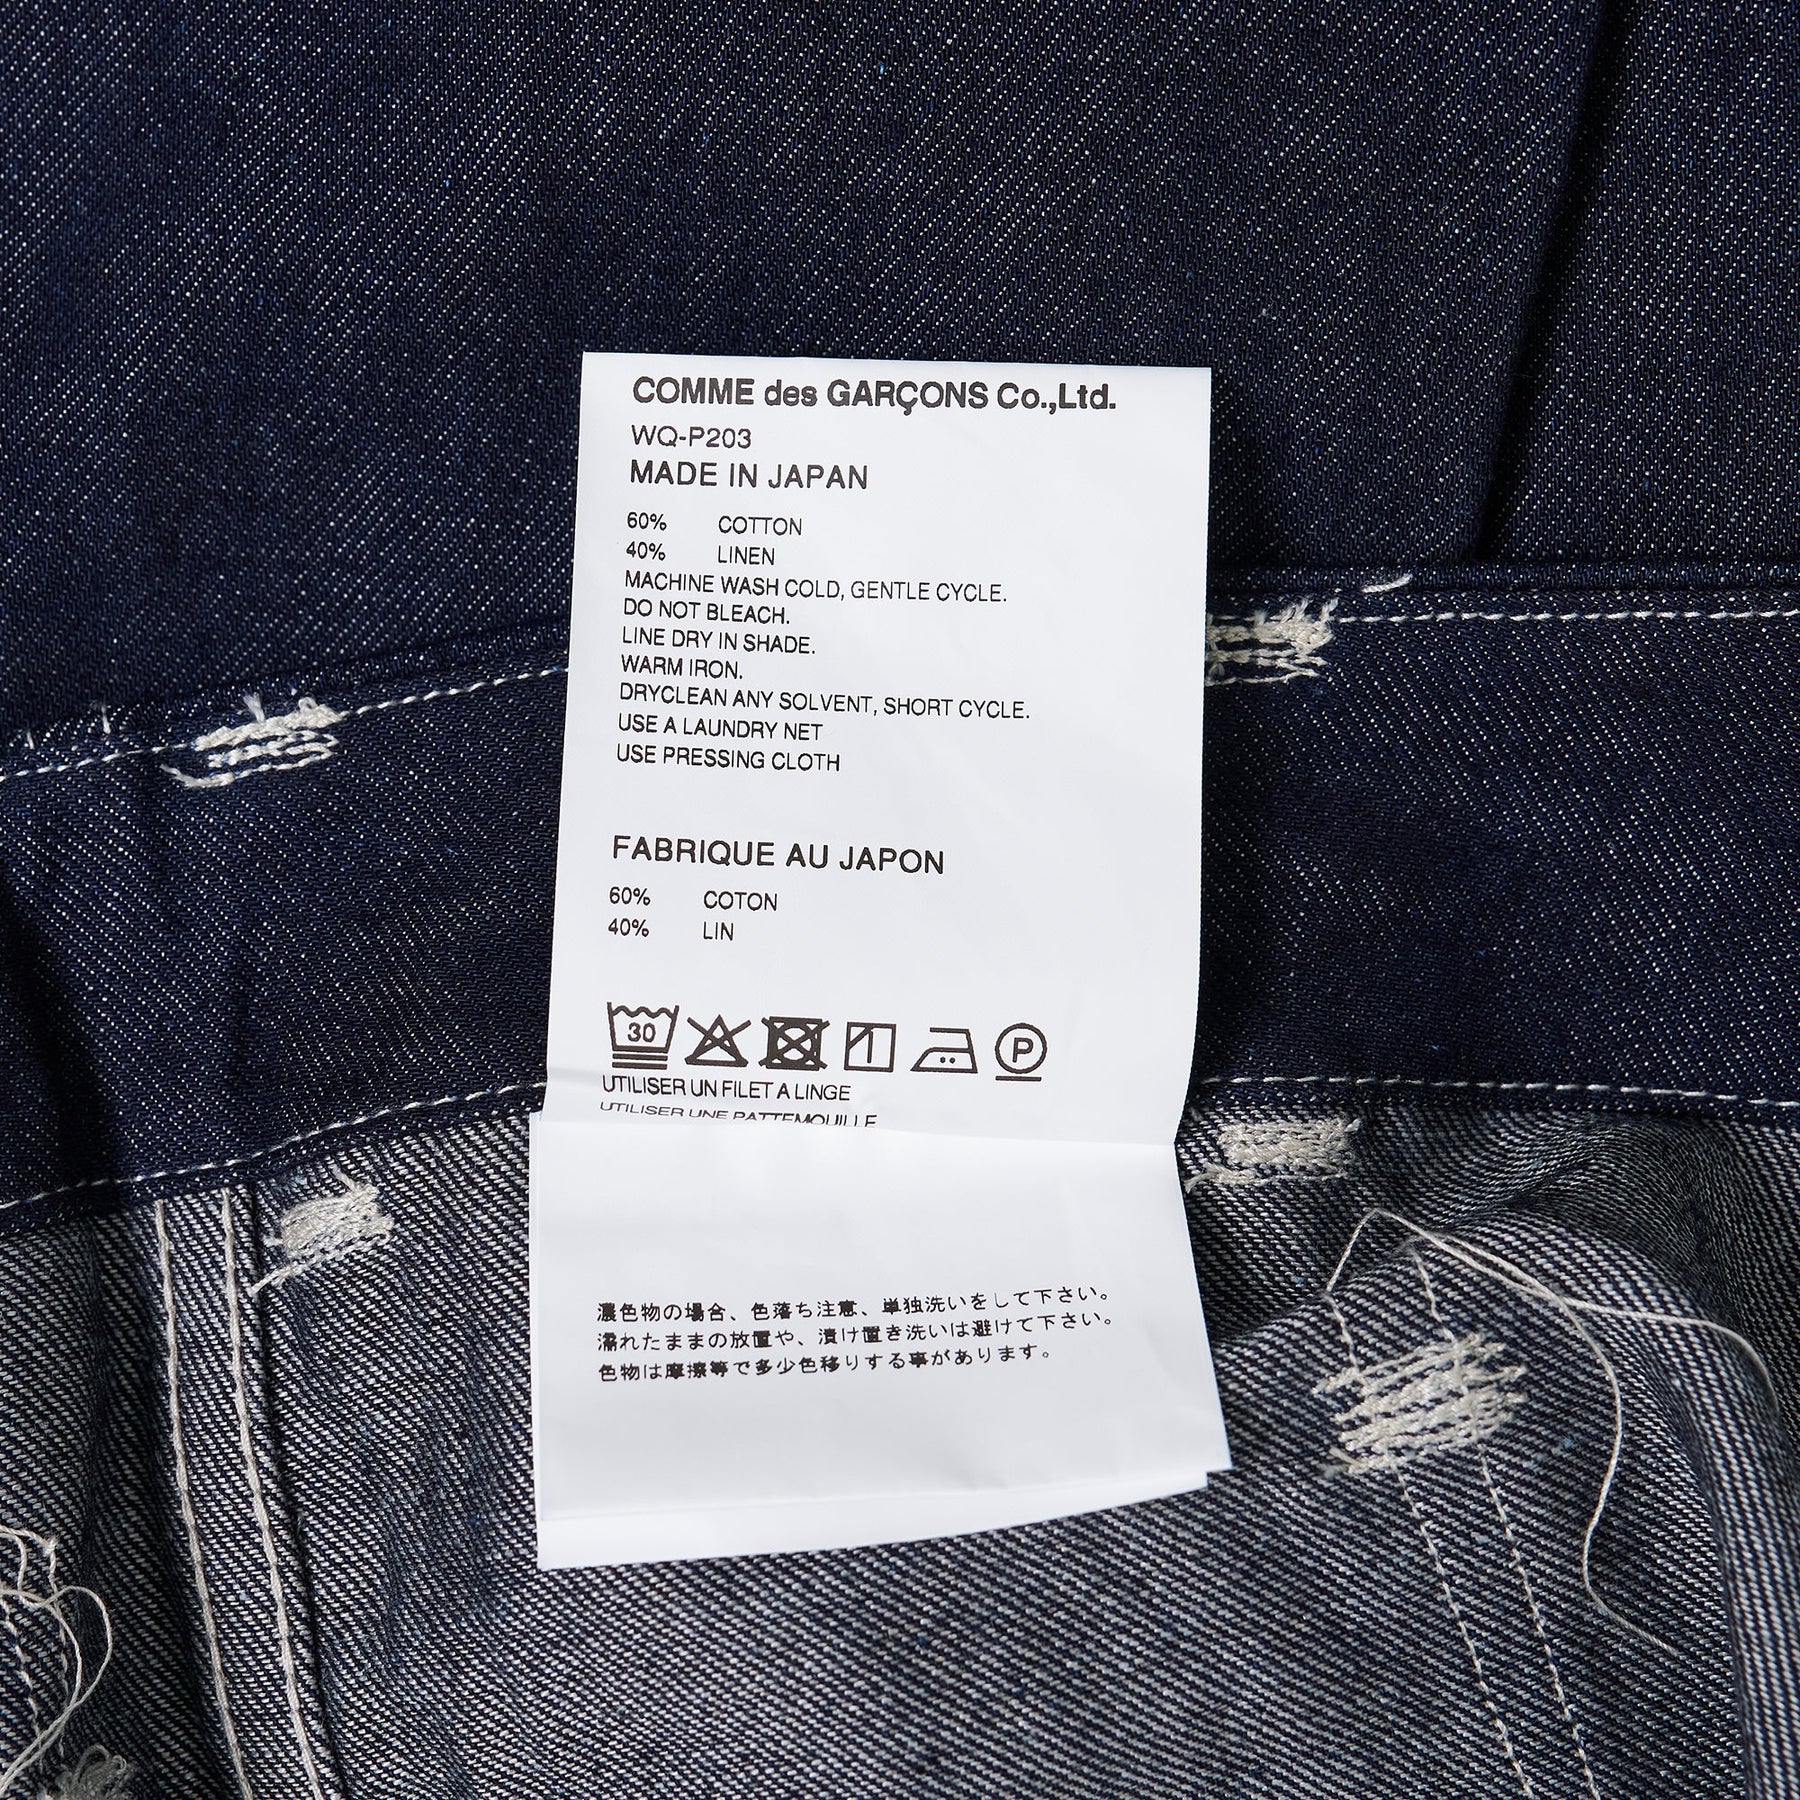 COMME des GARÇONS Co.,Ltd.
WQ-P203
MADE IN JAPAN
60% COTTON
40% LINEN
MACHINE WASH COLD, GENTLE CYCLE.
DO NOT BLEACH.
LINE DRY IN SHADE.
WARM IRON.
DRYCLEAN ANY SOLVENT, SHORT CYCLE.
USE A LAUNDRY NET
USE PRESSING CLOTH
FABRIQUE AU JAPON
60% COTON
40% LIN
30 P
UTILISER UN FILET A LINGE
UTILISER UNE PATTEMOUILLE
濃色物の場合、色落ち注意、単独洗いをして下さい。
濡れたままの放置や、漬け置き洗いは避けて下さい。
色物は摩擦等で多少色移りする事があります。